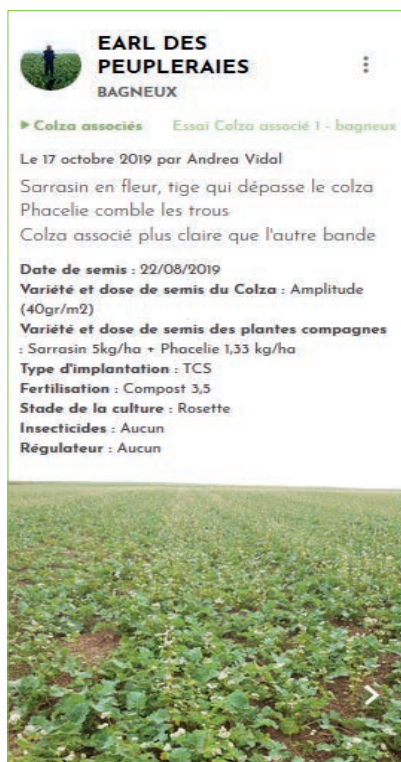 EARL DES
PEUPLERAIES
BAGNEUX
Colza associés Essai Colza associé 1 - bagneux
Le 17 octobre 2019 par Andrea Vidal
Sarrasin en fleur, tige qui dépasse le colza
Phacelie comble les trous
Colza associé plus claire que l'autre bande
Date de semis : 22/08/2019
Variété et dose de semis du Colza : Amplitude
(40gr/m2)
Variété et dose de semis des plantes compagnes
: Sarrasin 5kg/ha + Phacelie 1,33 kg/ha
Type d'implantation : TCS
Fertilisation : Compost 3,5
Stade de la culture : Rosette
Insecticides : Aucun
Régulateur : Aucun